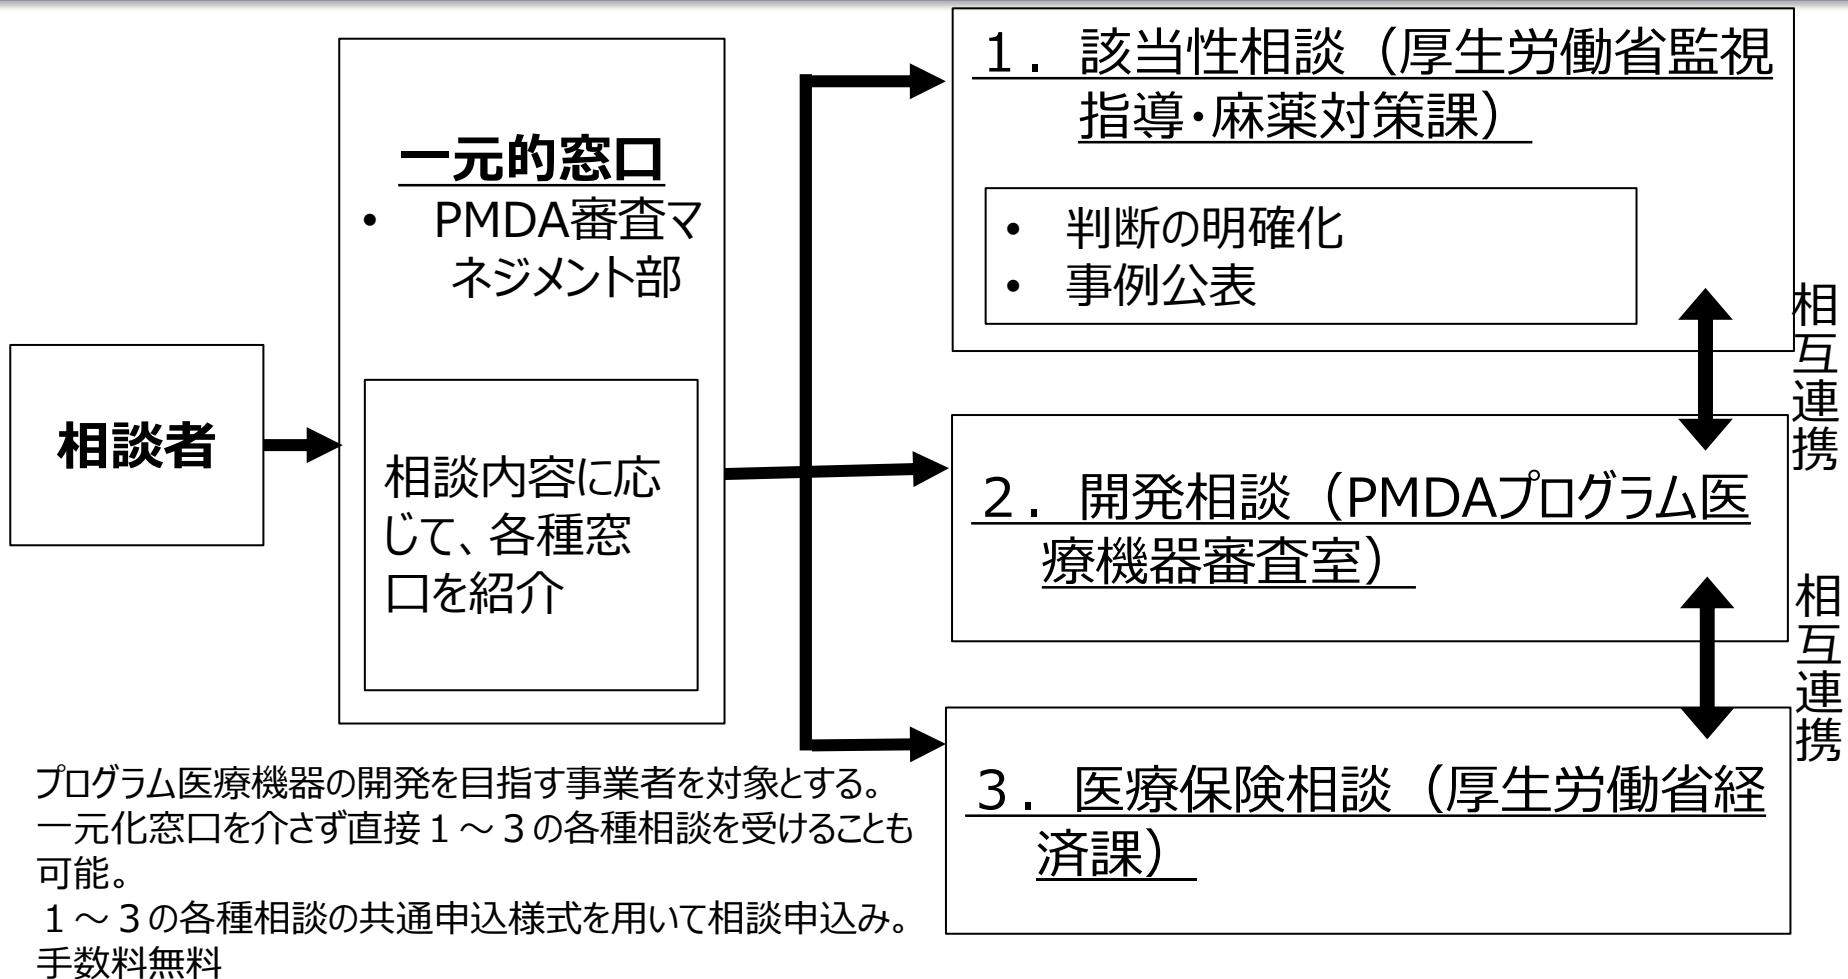 相談者
一元的窓口
• PMDA審査マ
ネジメント部
相談内容に応
じて、各種窓
口を紹介
１．該当性相談（厚生労働省監視
指導・麻薬対策課）
• 判断の明確化
• 事例公表
相互連携
２．開発相談（PMDAプログラム医
療機器審査室）
相互連携
３．医療保険相談（厚生労働省経
済課）
プログラム医療機器の開発を目指す事業者を対象とする。
一元化窓口を介さず直接１～３の各種相談を受けることも
可能。
１～３の各種相談の共通申込様式を用いて相談申込み。
手数料無料